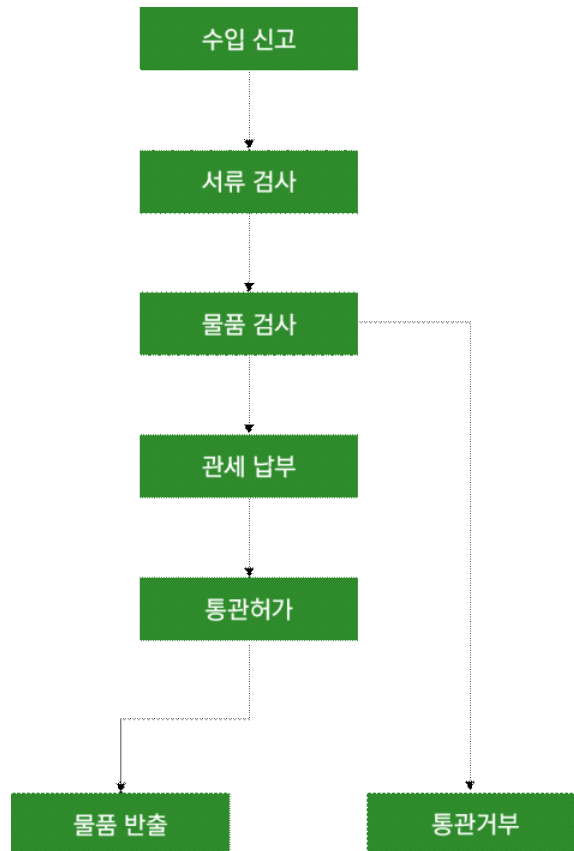 수입 신고
서류 검사
물품 검사
관세 납부
통관허가
물품 반출
통관거부